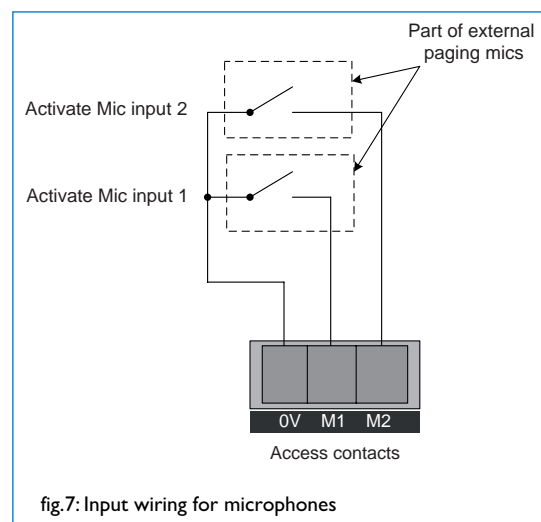 Part of external
paging mics
Activate Mic input 2
Activate Mic input 1
0V M1 M2
Access contacts
fig.7: Input wiring for microphones